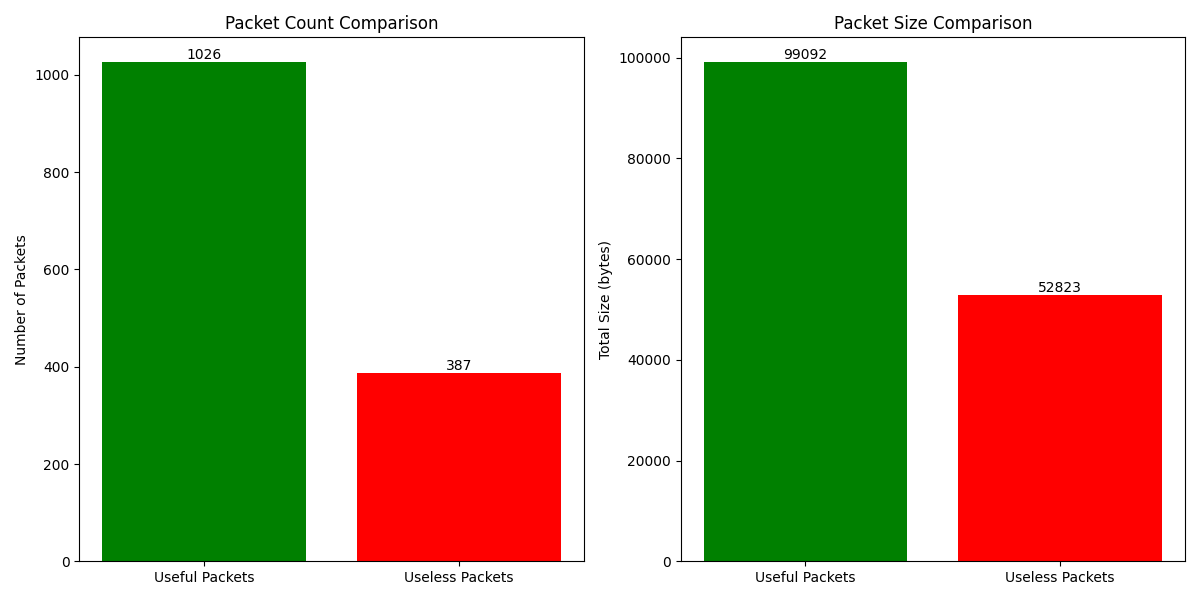 Packet Count Comparison
Number of Packets
1000
800
600
400
200
0
1026
387
Useful Packets
Useless Packets
Packet Size Comparison
Total Size (bytes)
100000
80000
60000
40000
20000
0
99092
52823
Useful Packets
Useless Packets